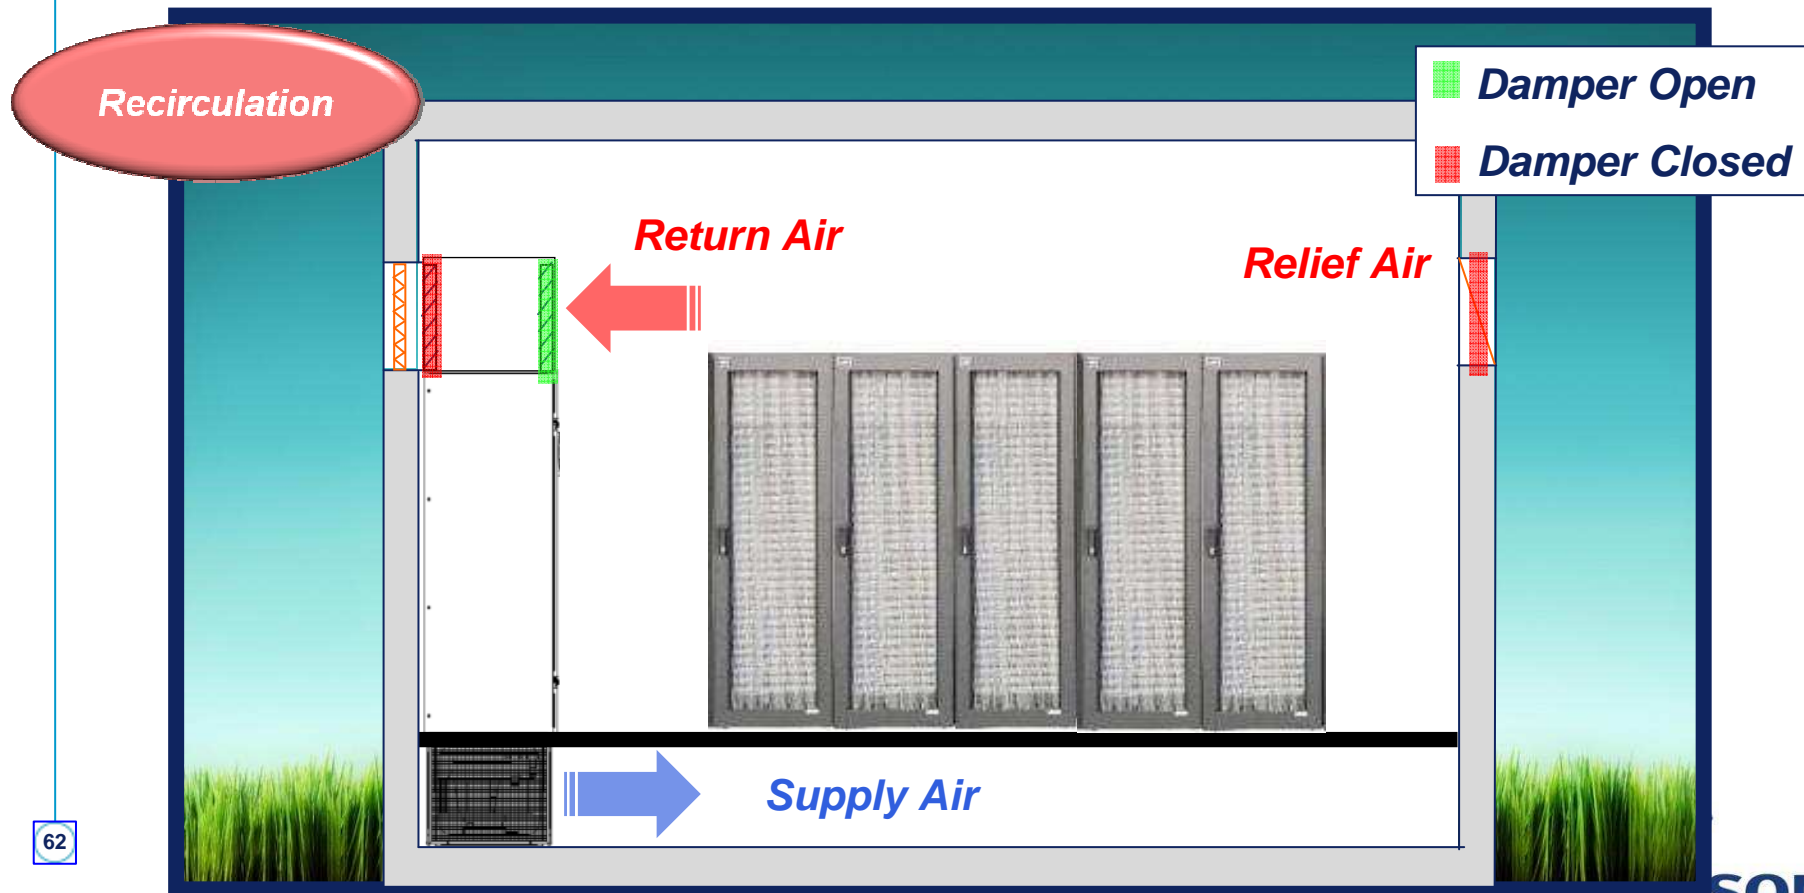 Recirculation
Damper Open
Damper Closed
Return Air
Relief Air
Supply Air
62